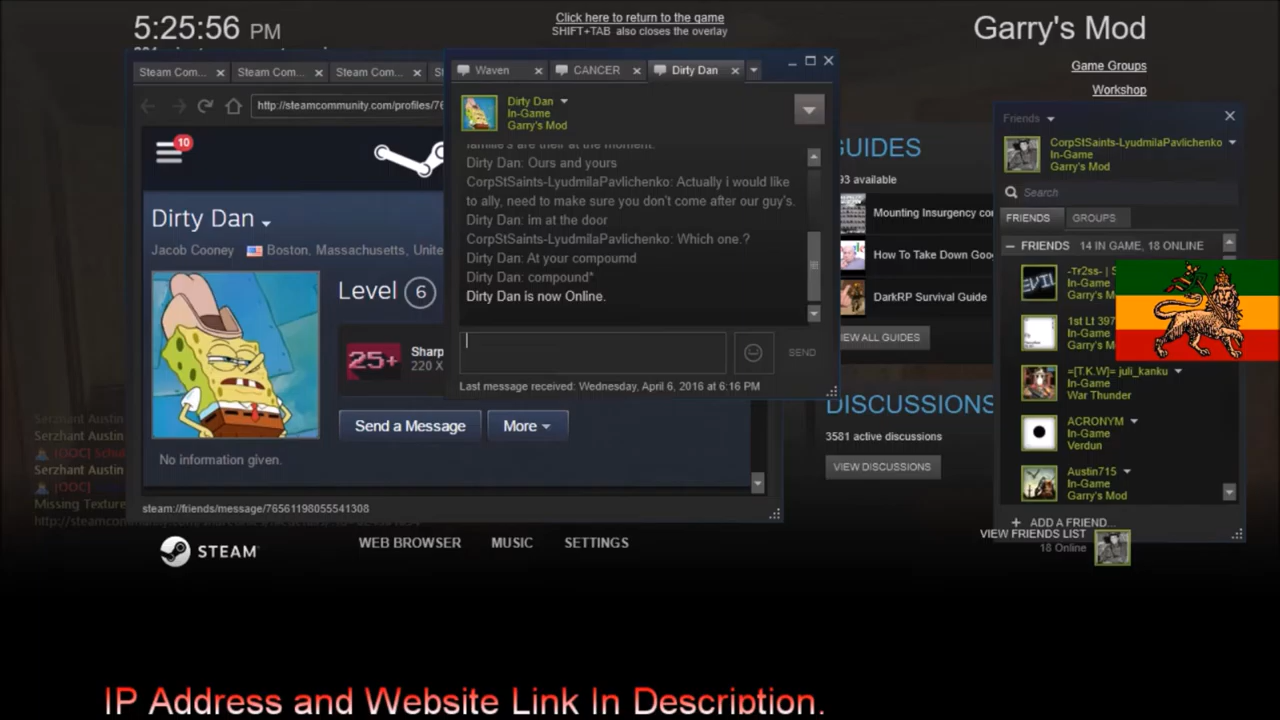 5:25:56 PM
Click here to return to the game
SHIFT+TAB also closes the overlay
Garry's Mod
Game Groups
Workshop
Steam Com...
Steam Com...
Steam Com...
http://steamcommunity.com/profiles/76
10
Dirty Dan
Jacob Cooney
Boston, Massachusetts, Unite
Level 6
25+
Sharp
220 X
Send a Message
More
No information given.
steam://friends/message/76561198055541308
Waven
CANCER
Dirty Dan
Dirty Dan
In-Game
Garry's Mod
familie's are their at the moment.
Dirty Dan: Ours and yours
CorpStSaints-LyudmilaPavlichenko: Actually i would like
to ally, need to make sure you don't come after our guy's.
Dirty Dan: im at the door
CorpStSaints-LyudmilaPavlichenko: Which one.?
Dirty Dan: At your compoumd
Dirty Dan: compound*
Dirty Dan is now Online.
SEND
Last message received: Wednesday, April 6, 2016 at 6:16 PM
GUIDES
93 available
Mounting Insurgency co
How To Take Down Goo
DarkRP Survival Guide
VIEW ALL GUIDES
DISCUSSIONS
3581 active discussions
VIEW DISCUSSIONS
Friends
CorpStSaints-LyudmilaPavlichenko
In-Game
Garry's Mod
Search
FRIENDS
GROUPS
FRIENDS 14 IN GAME, 18 ONLINE
EVIL
-Tr2ss- | S
In-Game
Garry's M
1st Lt 397
In-Game
Garry's M
=[T.K.W]= juli_kanku
In-Game
War Thunder
ACRONYM
In-Game
Verdun
Austin715
In-Game
Garry's Mod
ADD A FRIEND...
VIEW FRIENDS LIST
18 Online
Serzhant Austin
Serzhant Austin
[OOC]
Serzhant Austin
[OOC]
Missing Texture
STEAM
WEB BROWSER
MUSIC
SETTINGS
IP Address and Website Link In Description.